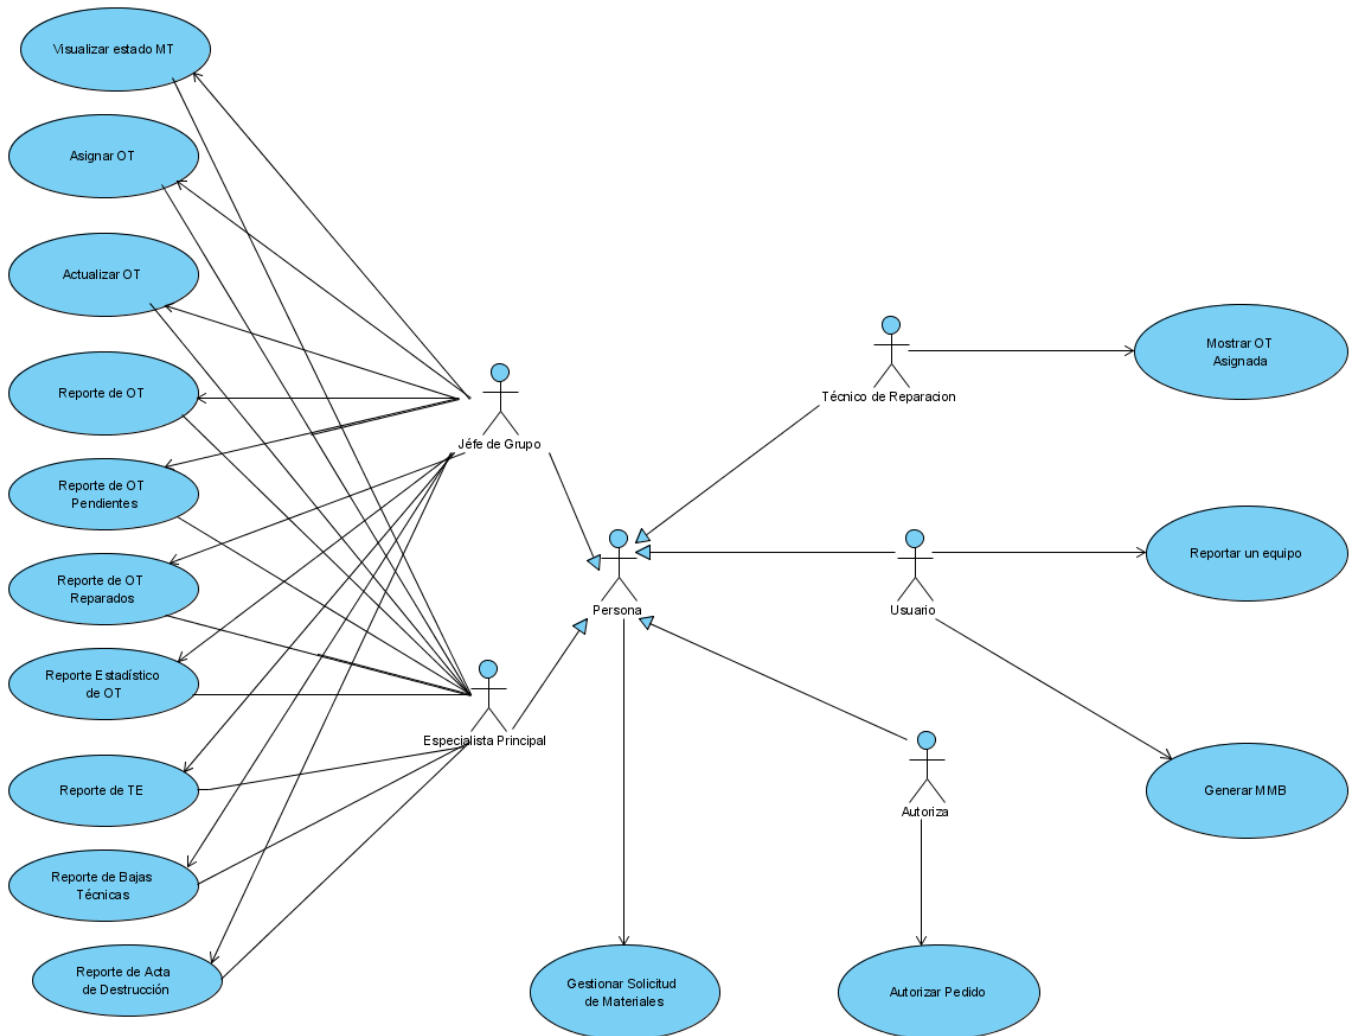 Visualizar estado MT
Asignar OT
Actualizar OT
Reporte de OT
Reporte de OT
Pendientes
Reporte de OT
Reparados
Reporte Estadístico
de OT
Reporte de TE
Reporte de Bajas
Técnicas
Reporte de Acta
de Destrucción
Jéfe de Grupo
Especialista Principal
Persona
Gestionar Solicitud
de Materiales
Técnico de Reparacion
Usuario
Autoriza
Autorizar Pedido
Mostrar OT
Asignada
Reportar un equipo
Generar MMB